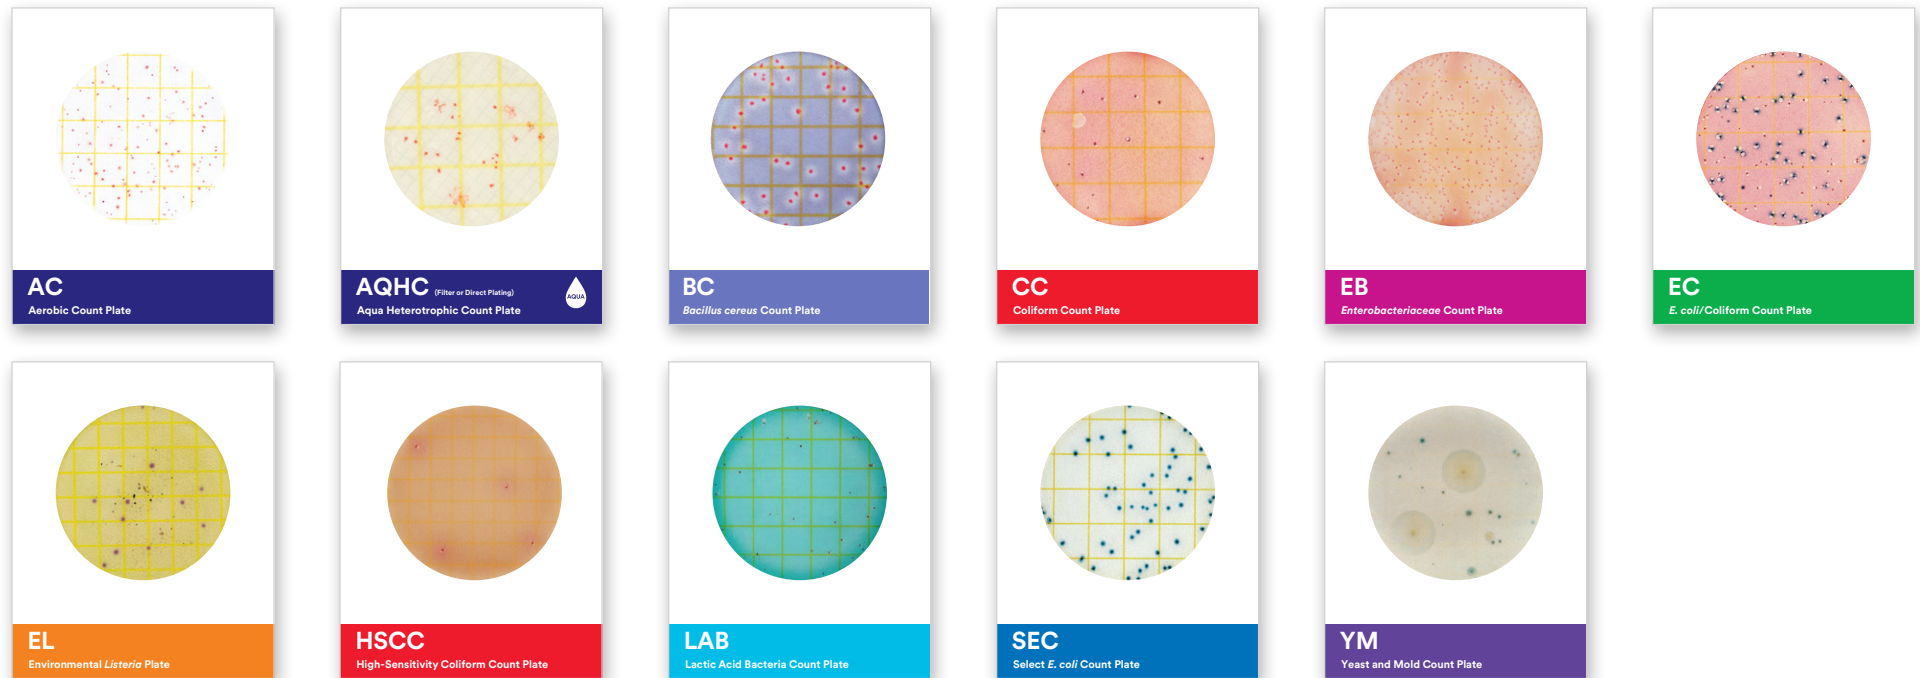 AC
Aerobic Count Plate
AQHC (Filter or Direct Plating)
AQUA
Aqua Heterotrophic Count Plate
BC
Bacillus cereus Count Plate
CC
Coliform Count Plate
EB
Enterobacteriaceae Count Plate
EC
E. coli/Coliform Count Plate
EL
Environmental Listeria Plate
HSCC
High-Sensitivity Coliform Count Plate
LAB
Lactic Acid Bacteria Count Plate
SEC
Select E. coli Count Plate
YM
Yeast and Mold Count Plate